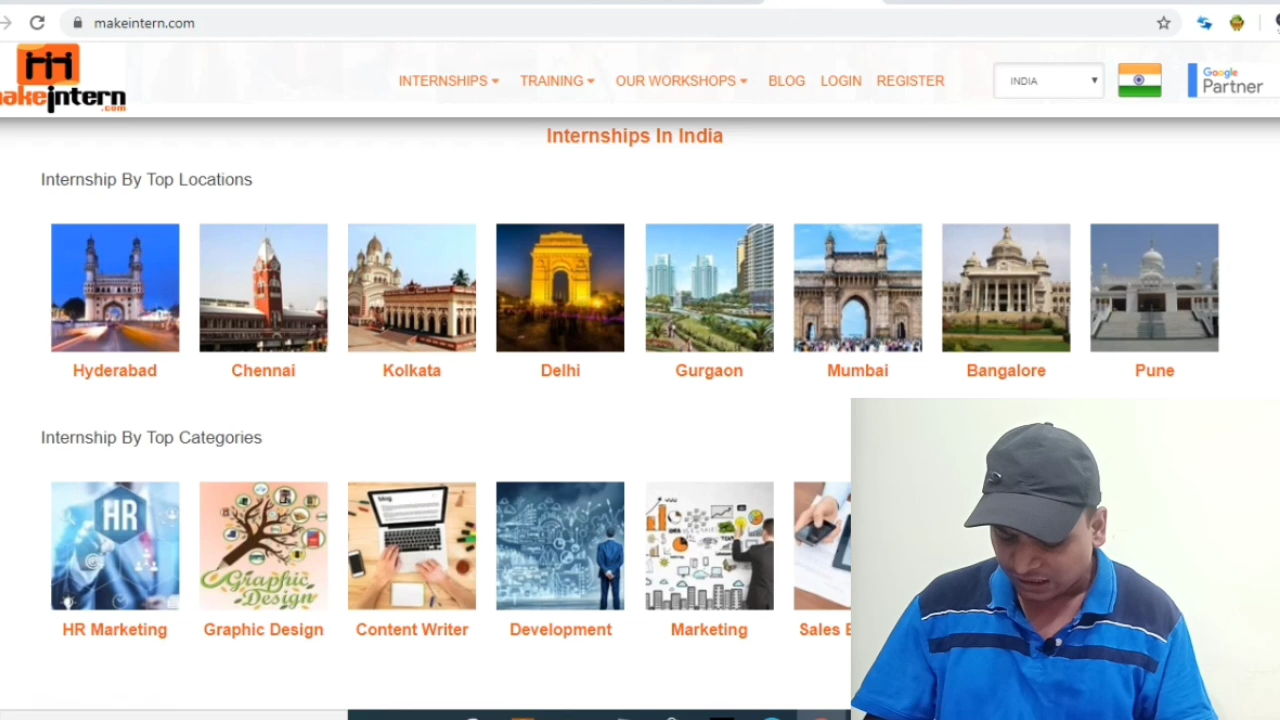 makeintern.com
makeintern
.com
INTERNSHIPS TRAINING OUR WORKSHOPS BLOG LOGIN REGISTER
INDIA
Google
Partner
Internships In India
Internship By Top Locations
Hyderabad Chennai Kolkata Delhi Gurgaon Mumbai Bangalore Pune
Internship By Top Categories
HR
Graphic
Design
blog
HR Marketing Graphic Design Content Writer Development Marketing Sales